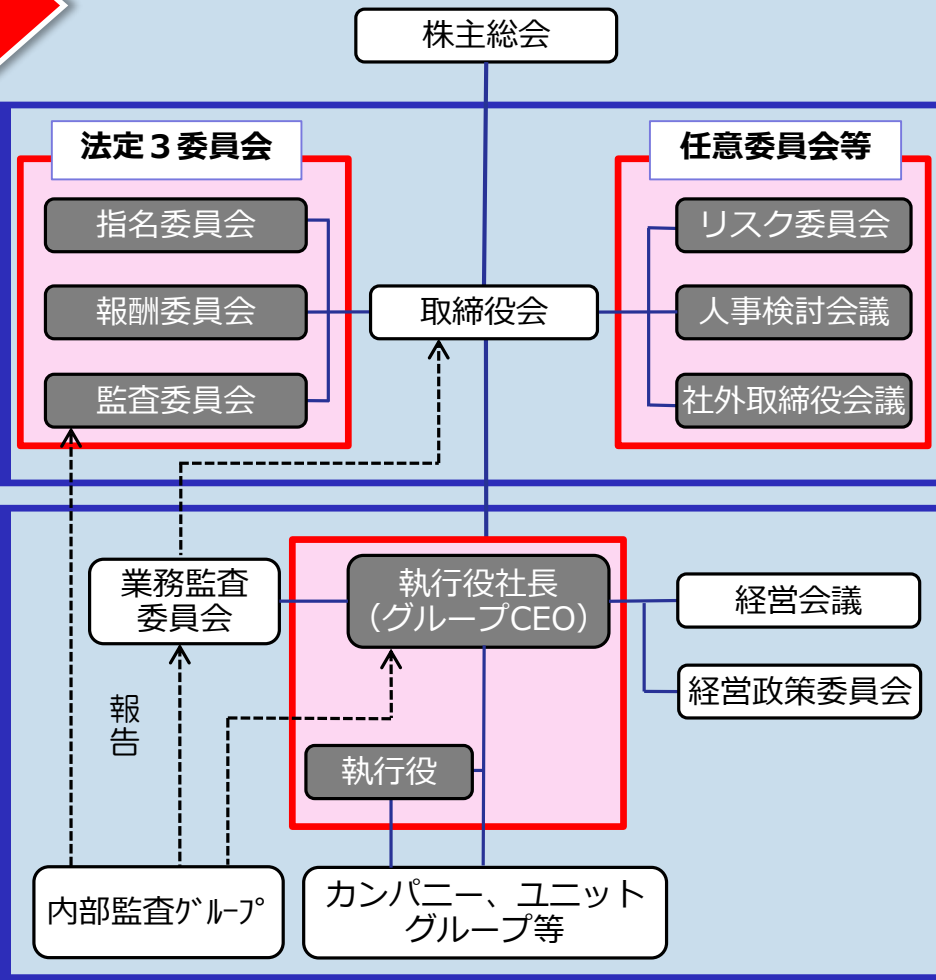 株主総会
法定３委員会
任意委員会等
指名委員会
リスク委員会
報酬委員会
取締役会
人事検討会議
監査委員会
社外取締役会議
業務監査
委員会
執行役社長
（グループCEO）
経営会議
経営政策委員会
報
告
執行役
内部監査ｸﾞﾙｰﾌﾟ
カンパニー、ユニット
グループ等